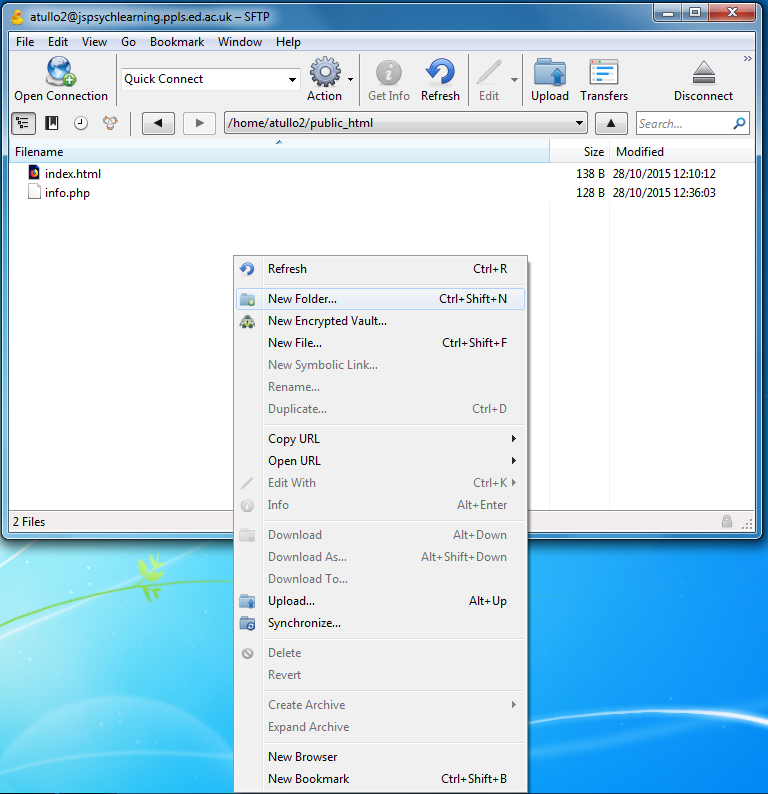 atullo2@jspsychlearning.ppls.ed.ac.uk – SFTP
File Edit View Go Bookmark Window Help
Open Connection Quick Connect Action Get Info Refresh Edit Upload Transfers Disconnect »
/home/atullo2/public_html Search...
Filename Size Modified
index.html 138 B 28/10/2015 12:10:12
info.php 128 B 28/10/2015 12:36:03
Refresh Ctrl+R
New Folder... Ctrl+Shift+N
New Encrypted Vault...
New File... Ctrl+Shift+F
New Symbolic Link...
Rename...
Duplicate... Ctrl+D
Copy URL
Open URL
Edit With Ctrl+K
Info Alt+Enter
2 Files
Download Alt+Down
Download As... Alt+Shift+Down
Download To...
Upload... Alt+Up
Synchronize...
Delete
Revert
Create Archive
Expand Archive
New Browser
New Bookmark Ctrl+Shift+B